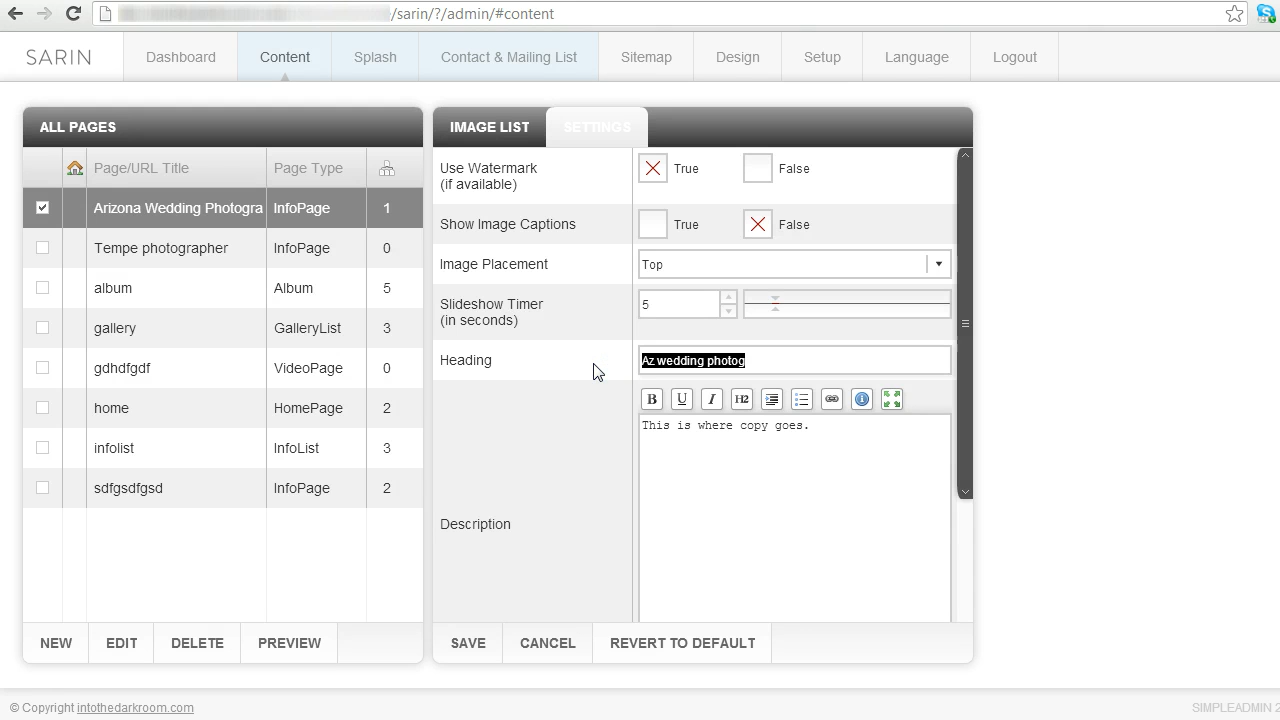 /sarin/?/admin/#content
SARIN
Dashboard
Content
Splash
Contact & Mailing List
Sitemap
Design
Setup
Language
Logout
ALL PAGES
Page/URL Title Page Type
Arizona Wedding Photogra InfoPage 1
Tempe photographer InfoPage 0
album Album 5
gallery GalleryList 3
gdhdfgdf VideoPage 0
home HomePage 2
infolist InfoList 3
sdfgsdfgsd InfoPage 2
NEW EDIT DELETE PREVIEW
IMAGE LIST SETTINGS
Use Watermark
(if available)
True False
Show Image Captions True False
Image Placement Top
Slideshow Timer
(in seconds)
5
Heading Az wedding photog
B U I H2
This is where copy goes.
Description
SAVE CANCEL REVERT TO DEFAULT
© Copyright intothedarkroom.com
SIMPLEADMIN 2